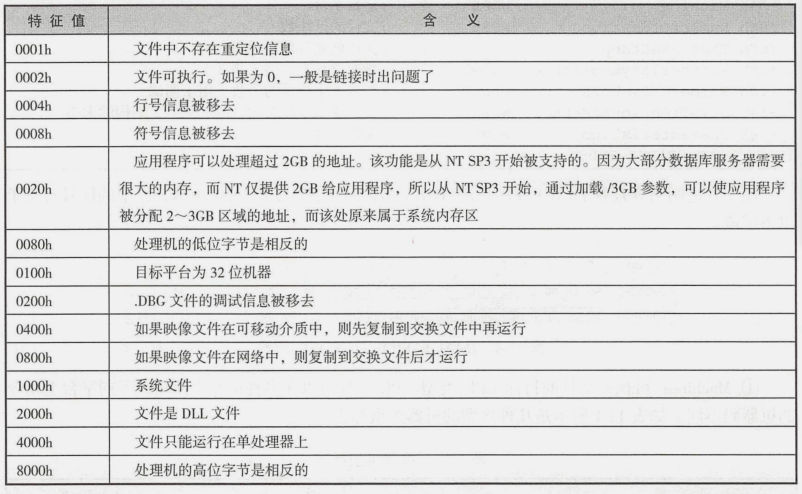 特征值 含 义
0001h 文件中不存在重定位信息
0002h 文件可执行。如果为 0，一般是链接时出问题了
0004h 行号信息被移去
0008h 符号信息被移去
应用程序可以处理超过 2GB 的地址。该功能是从 NT SP3 开始被支持的。因为大部分数据库服务器需要
0020h 很大的内存，而 NT 仅提供 2GB 给应用程序，所以从 NT SP3 开始，通过加载 /3GB 参数，可以使应用程序
被分配 2～3GB 区域的地址，而该处原来属于系统内存区
0080h 处理机的低位字节是相反的
0100h 目标平台为 32 位机器
0200h .DBG 文件的调试信息被移去
0400h 如果映像文件在可移动介质中，则先复制到交换文件中再运行
0800h 如果映像文件在网络中，则复制到交换文件后才运行
1000h 系统文件
2000h 文件是 DLL 文件
4000h 文件只能运行在单处理器上
8000h 处理机的高位字节是相反的